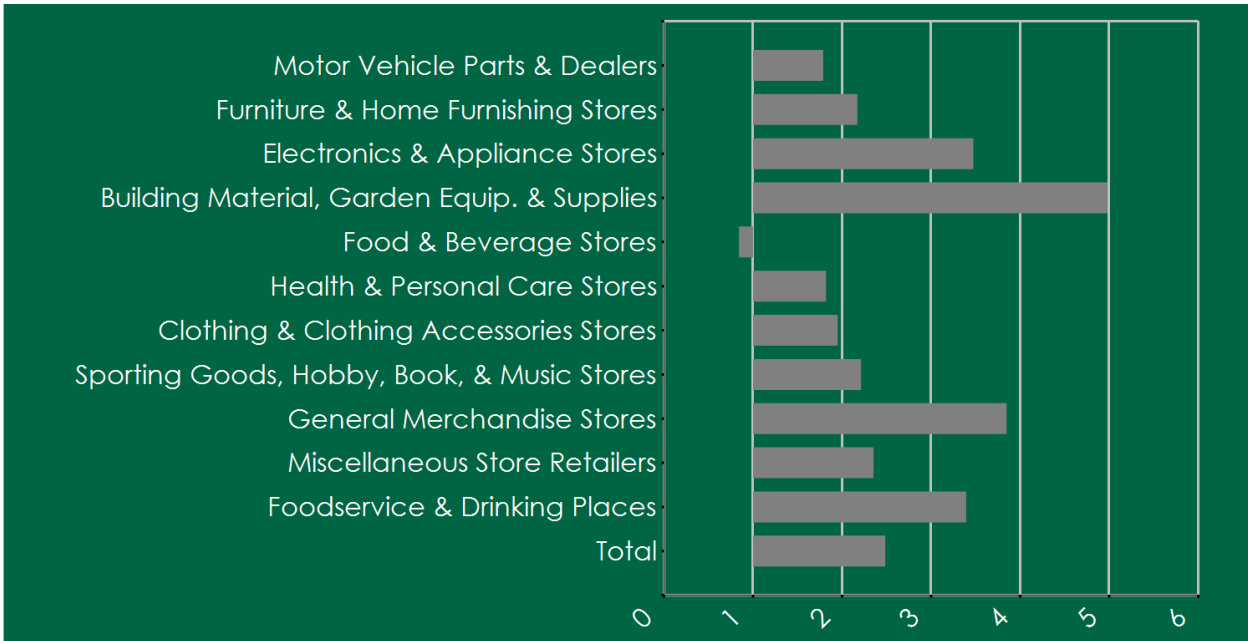 Motor Vehicle Parts & Dealers
Furniture & Home Furnishing Stores
Electronics & Appliance Stores
Building Material, Garden Equip. & Supplies
Food & Beverage Stores
Health & Personal Care Stores
Clothing & Clothing Accessories Stores
Sporting Goods, Hobby, Book, & Music Stores
General Merchandise Stores
Miscellaneous Store Retailers
Foodservice & Drinking Places
Total
0 1 2 3 4 5 6